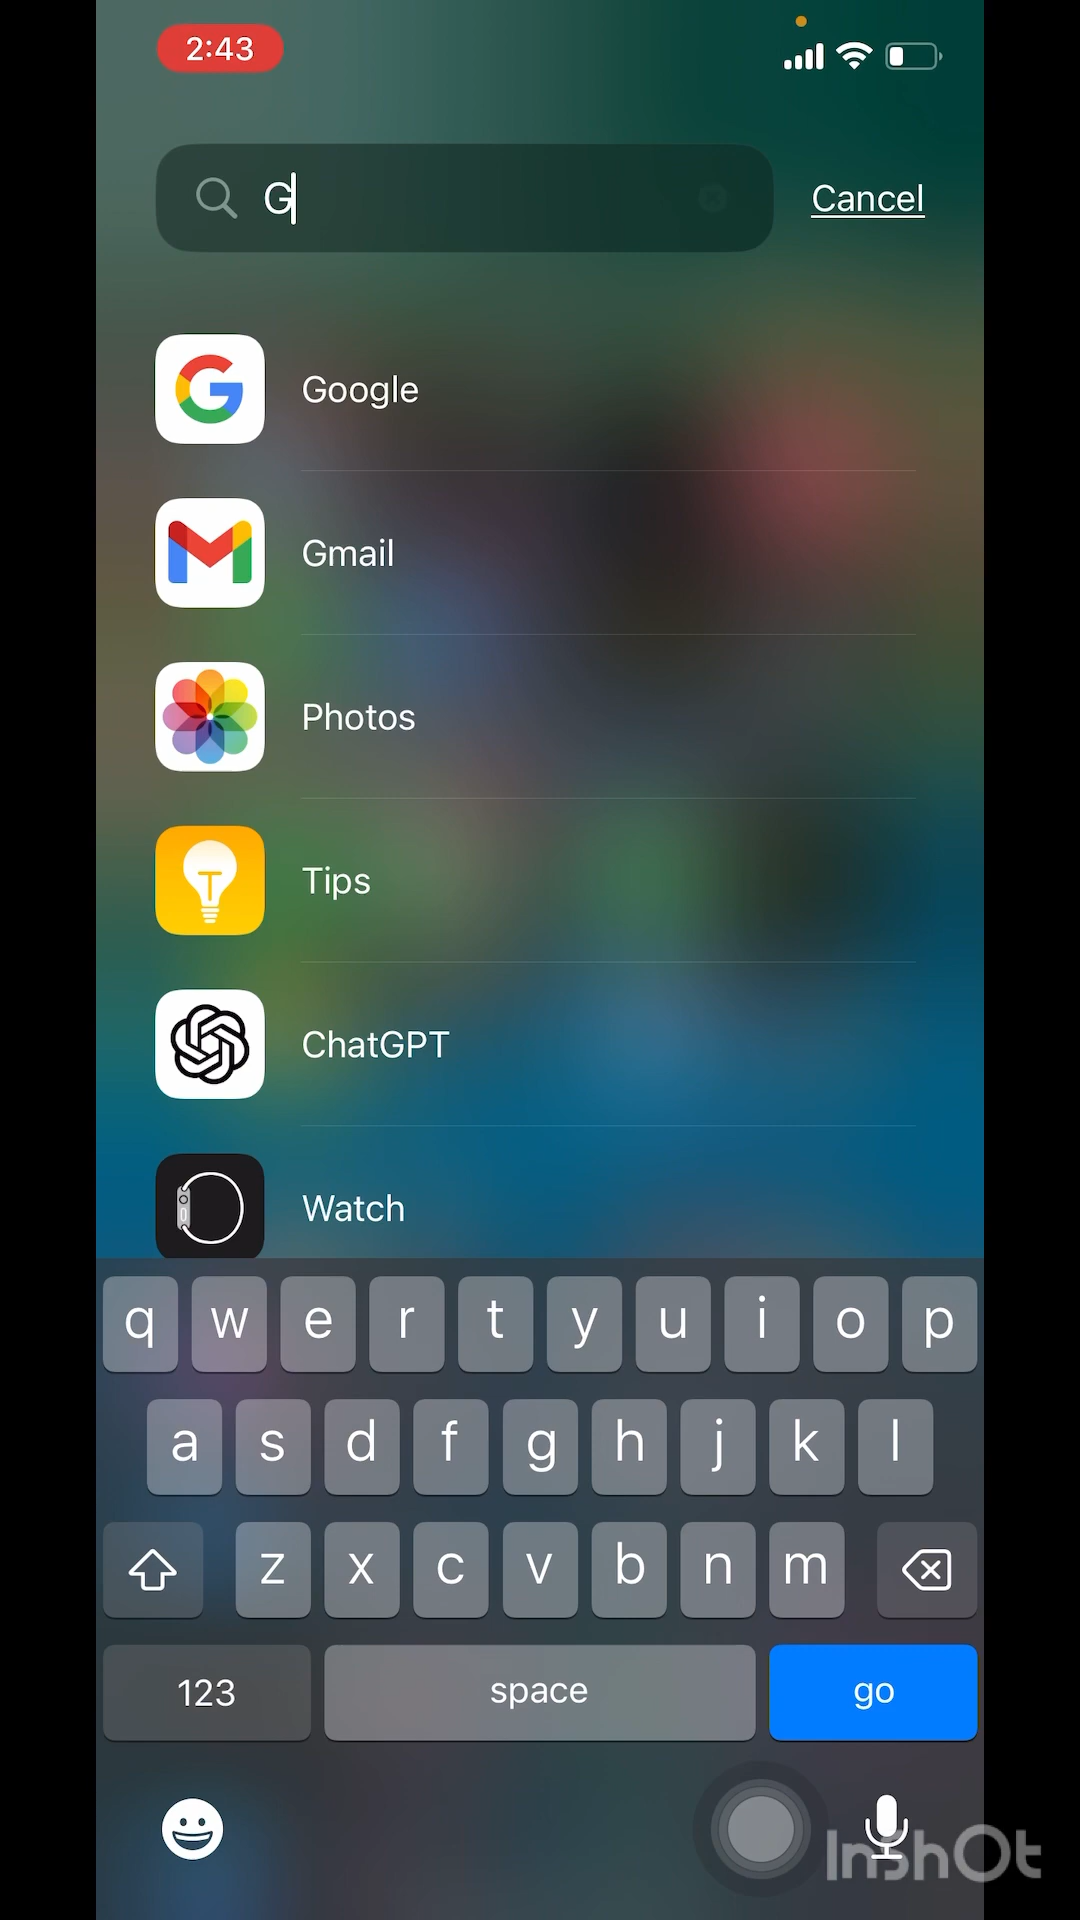 2:43
G
Cancel
Google
Gmail
Photos
Tips
ChatGPT
Watch
q w e r t y u i o p
a s d f g h j k l
z x c v b n m
123 space go
InShOt